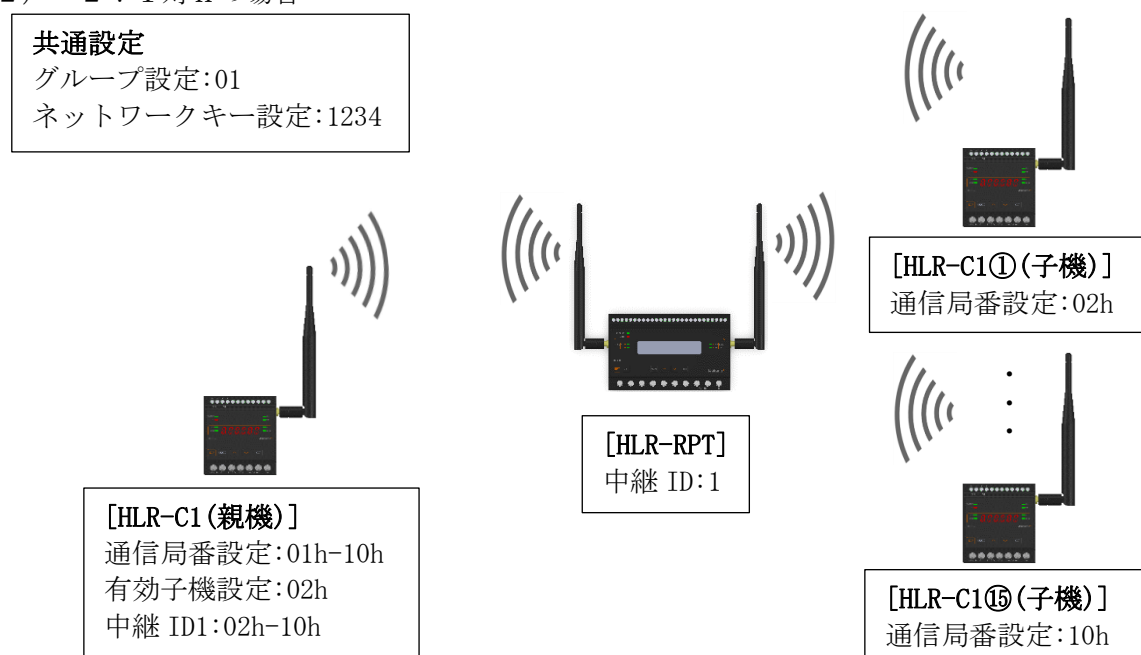 共通設定
グループ設定:01
ネットワークキー設定:1234
[HLR-C1①(子機)]
通信局番設定:02h
[HLR-RPT]
中継 ID:1
[HLR-C1(親機)]
通信局番設定:01h-10h
有効子機設定:02h
中継 ID1:02h-10h
[HLR-C1⑮(子機)]
通信局番設定:10h